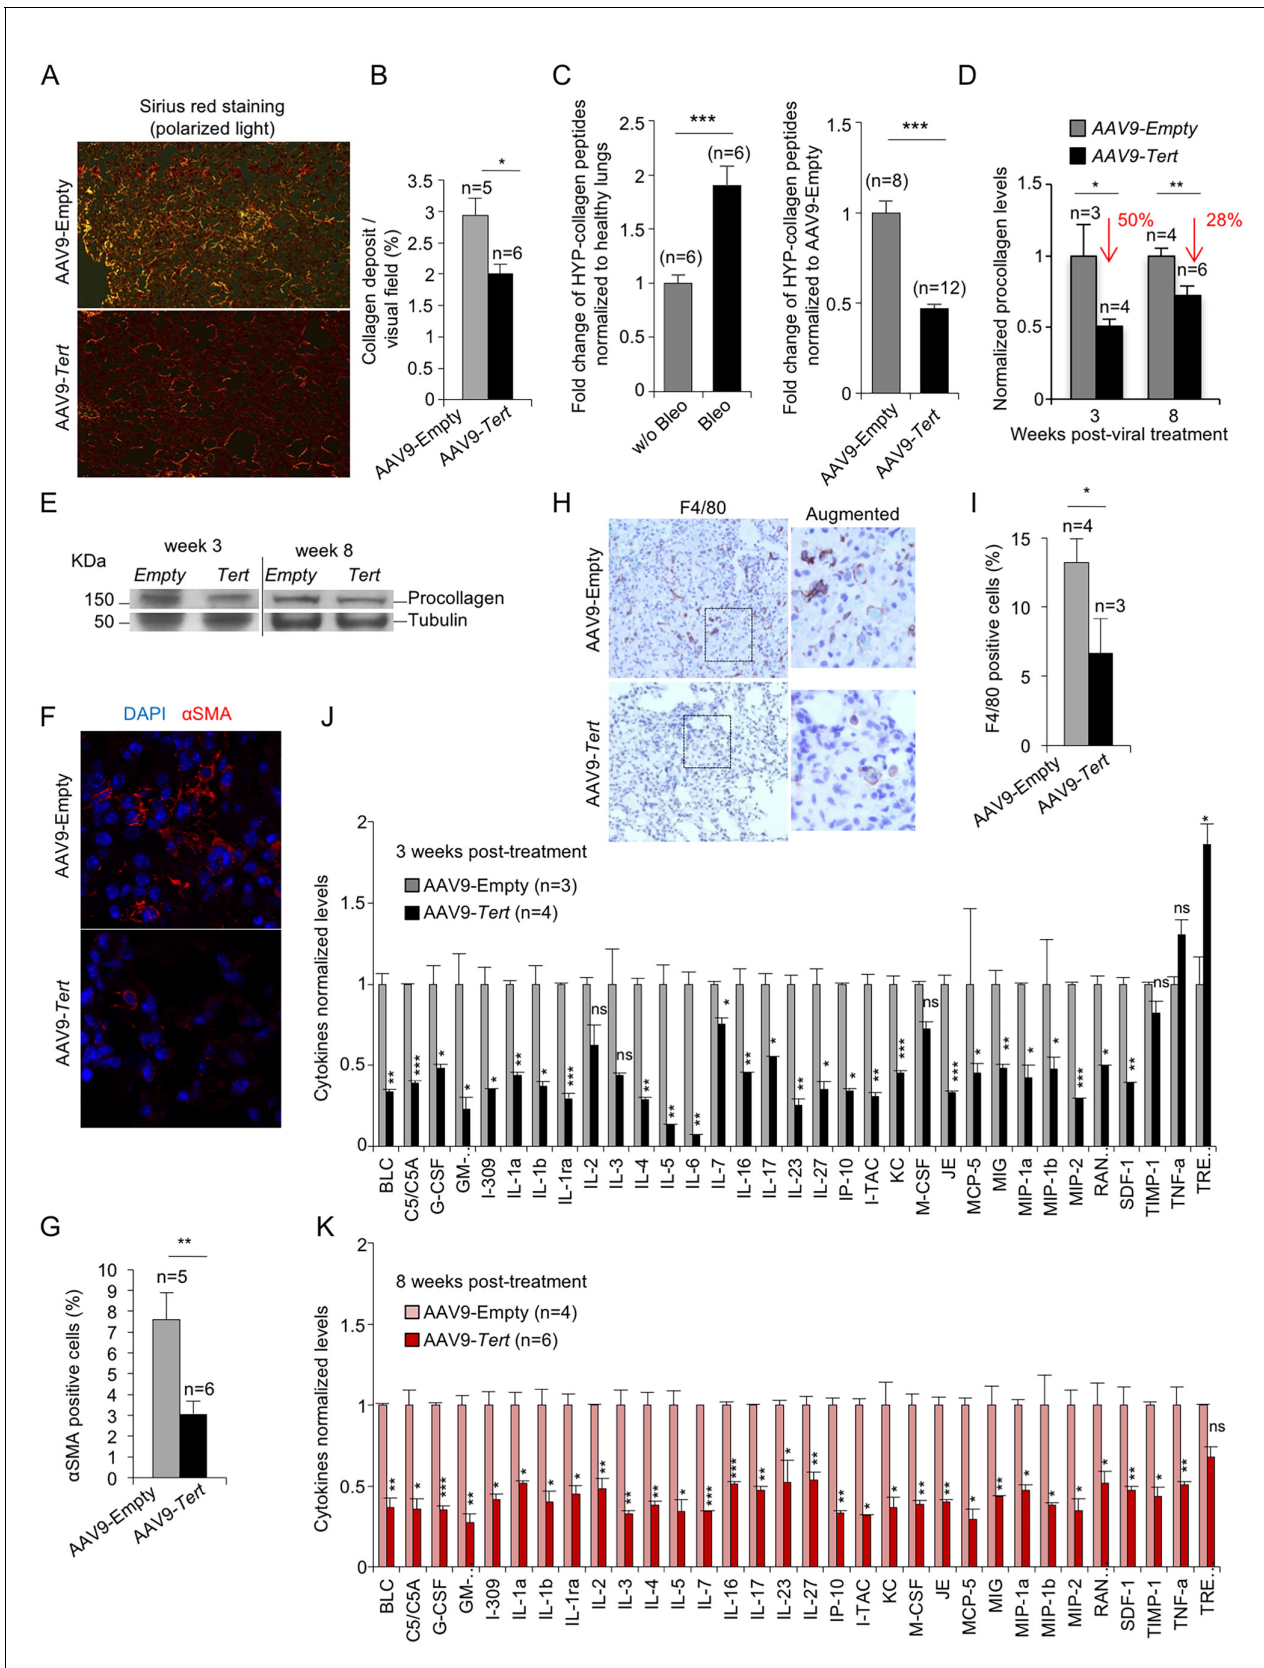 A
Sirius red staining
(polarized light)
AAV9-Empty
AAV9-Tert
B
Collagen deposit /
visual field (%)
3.5
3
2.5
2
1.5
1
0.5
0
*
n=5
n=6
AAV9-Empty
AAV9-Tert
C
Fold change of HYP-collagen peptides
normalized to healthy lungs
2.5
2
1.5
1
0.5
0
***
(n=6)
(n=6)
w/o Bleo
Bleo
Fold change of HYP-collagen peptides
normalized to AAV9-Empty
1.5
1
0.5
0
***
(n=8)
(n=12)
AAV9-Empty
AAV9-Tert
D
AAV9-Empty
AAV9-Tert
Normalized procollagen levels
1.5
1
0.5
0
*
**
n=3
50%
n=4
n=4
28%
n=6
3
8
Weeks post-viral treatment
E
KDa
week 3
week 8
Empty
Tert
Empty
Tert
150
Procollagen
50
Tubulin
F
DAPI
αSMA
AAV9-Empty
AAV9-Tert
G
αSMA positive cells (%)
10
9
8
7
6
5
4
3
2
1
0
**
n=5
n=6
AAV9-Empty
AAV9-Tert
H
F4/80
Augmented
AAV9-Empty
AAV9-Tert
I
F4/80 positive cells (%)
15
10
5
0
*
n=4
n=3
AAV9-Empty
AAV9-Tert
J
Cytokines normalized levels
2
1.5
1
0.5
0
3 weeks post-treatment
AAV9-Empty (n=3)
AAV9-Tert (n=4)
** *** * * * ** * *** ns ns ** ** ** * ** * ** * * ** *** ns *** * ** * * *** * ** ns ns *
BLC C5/C5A G-CSF GM-... I-309 IL-1a IL-1b IL-1ra IL-2 IL-3 IL-4 IL-5 IL-6 IL-7 IL-16 IL-17 IL-23 IL-27 IP-10 I-TAC KC M-CSF JE MCP-5 MIG MIP-1a MIP-1b MIP-2 RAN... SDF-1 TIMP-1 TNF-a TRE...
K
Cytokines normalized levels
2
1.5
1
0.5
0
8 weeks post-treatment
AAV9-Empty (n=4)
AAV9-Tert (n=6)
** * *** ** * * * * ** ** ** * *** *** ** * ** ** * * ** ** * ** * * * * ** * ** ns
BLC C5/C5A G-CSF GM-... I-309 IL-1a IL-1b IL-1ra IL-2 IL-3 IL-4 IL-5 IL-7 IL-16 IL-17 IL-23 IL-27 IP-10 I-TAC KC M-CSF JE MCP-5 MIG MIP-1a MIP-1b MIP-2 RAN... SDF-1 TIMP-1 TNF-a TRE...